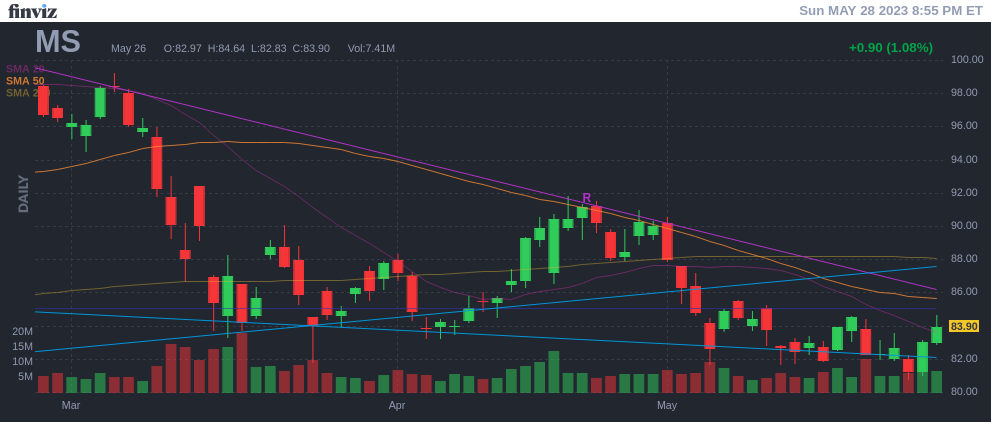 finviz Sun MAY 28 2023 8:55 PM ET
MS May 26 O:82.97 H:84.64 L:82.83 C:83.90 Vol:7.41M +0.90 (1.08%)
SMA 20
SMA 50
SMA 200
DAILY
R
100.00
98.00
96.00
94.00
92.00
90.00
88.00
86.00
83.90
82.00
80.00
20M
15M
10M
5M
Mar Apr May